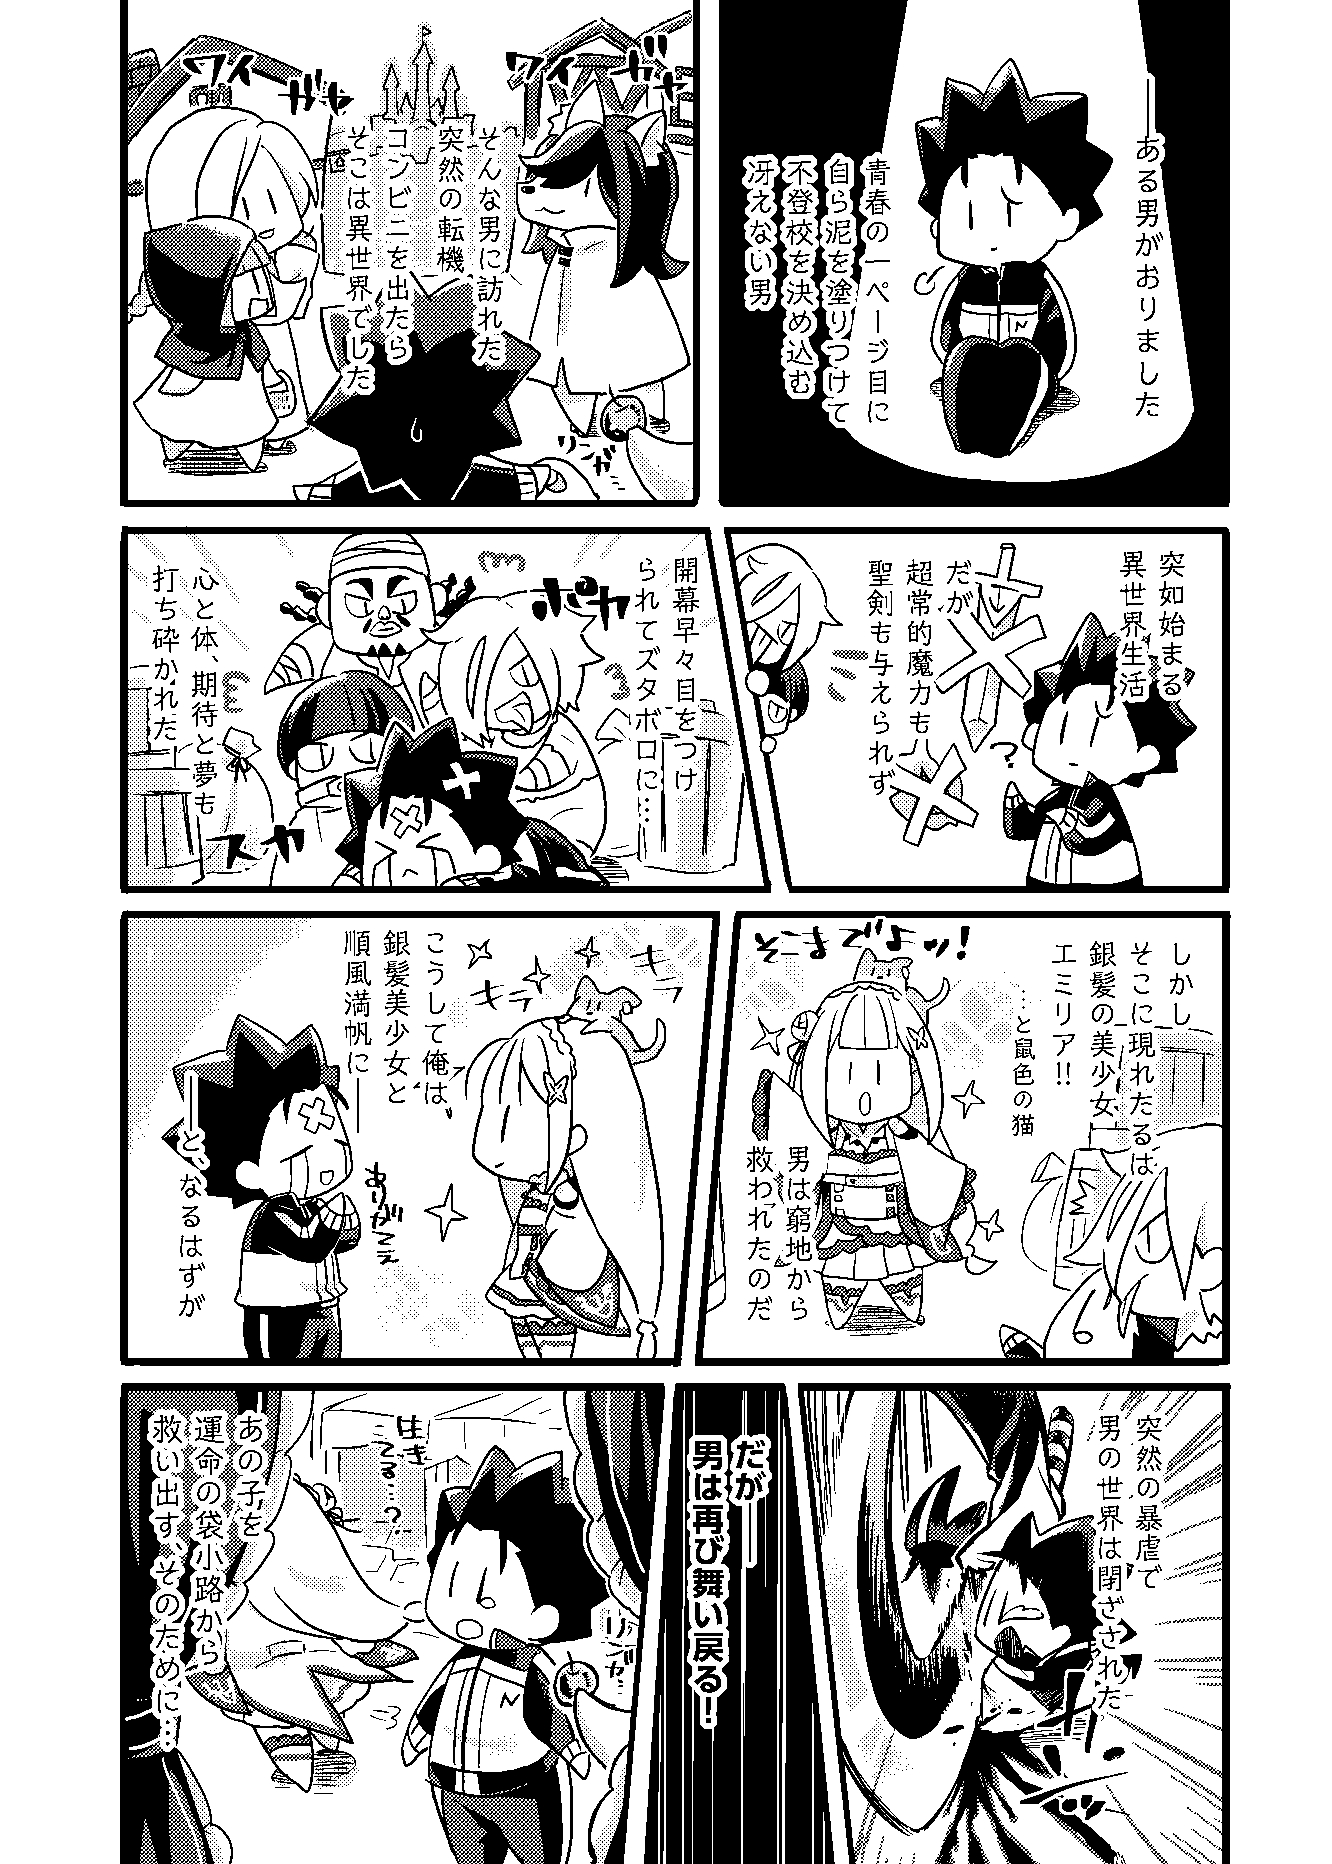 ――ある男がおりました
青春の一ページ目に
自ら泥を塗りつけて
不登校を決め込む
冴えない男
ワイ
ガヤ
ワイ
ガヤ
そんな男に訪れた
突然の転機
コンビニを出たら
そこは異世界でした
リンガ
突如始まる
異世界生活
だが
超常的魔力も
聖剣も与えられず
?
開幕早々目をつけ
られてズタボロに…
ボカ
心と体、期待と夢も
打ち砕かれた――
スカ
そこまでよッ!
しかし
そこに現れたるは
銀髪の美少女
エミリア!!
…と鼠色の猫
男は窮地から
救われたのだ
キラ
キラ
こうして俺は、
銀髪美少女と
順風満帆に――
ありがてぇ
――と、なるはずが
突然の暴虐で
男の世界は閉ざされた
だが――
男は再び舞い戻る!
生き
てる…?
リンガ
あの子を
運命の袋小路から
救い出す、そのために…